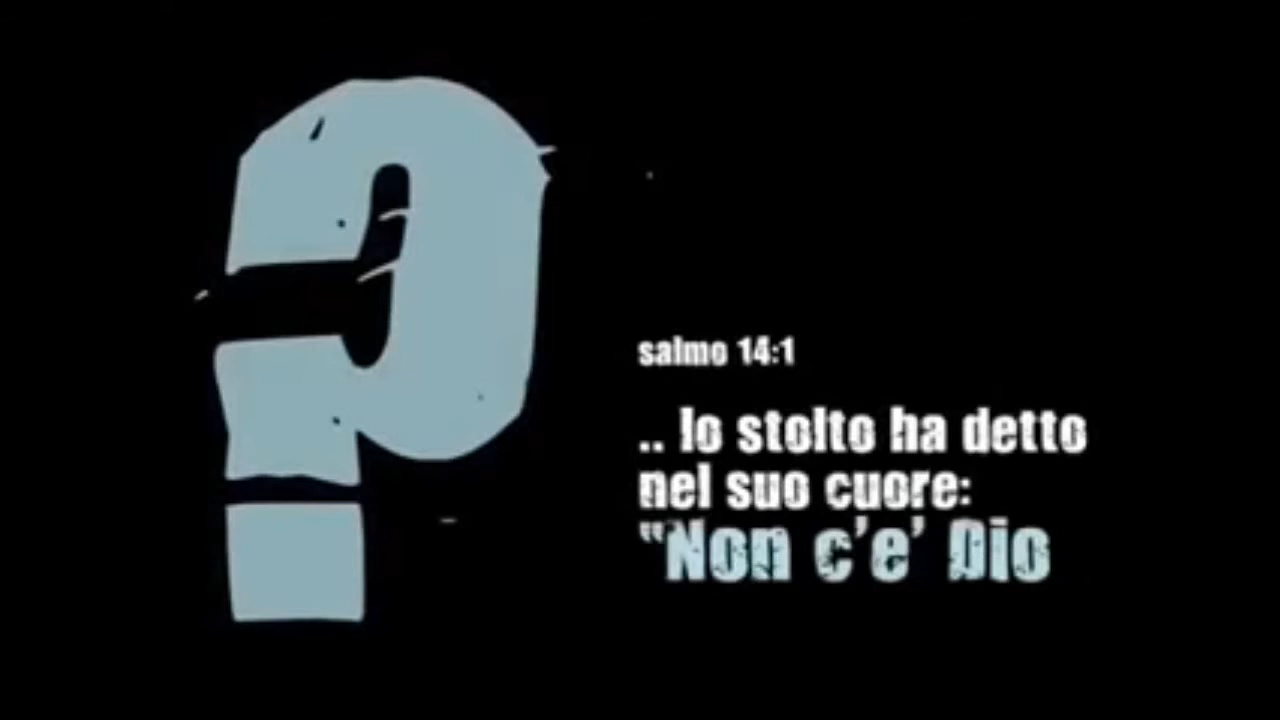 ?
salmo 14:1
.. lo stolto ha detto
nel suo cuore:
"Non c'e' Dio